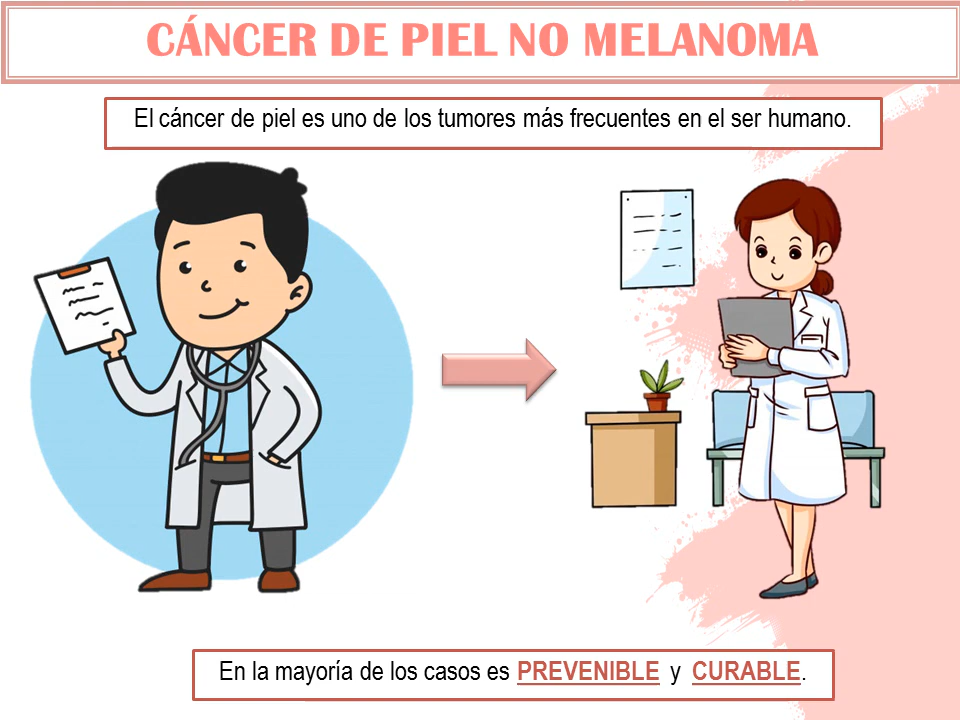 CÁNCER DE PIEL NO MELANOMA
El cáncer de piel es uno de los tumores más frecuentes en el ser humano.
En la mayoría de los casos es PREVENIBLE y CURABLE.